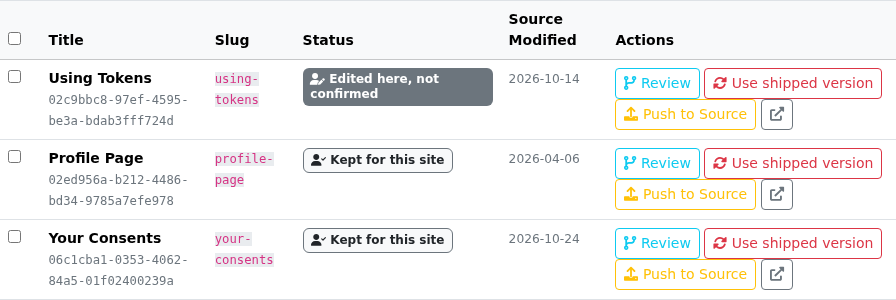 Title Slug Status Source Modified Actions
Using Tokens
02c9bbc8-97ef-4595-
be3a-bdab3fff724d
using-
tokens
Edited here, not
confirmed
2026-10-14
Review Use shipped version
Push to Source
Profile Page
02ed956a-b212-4486-
bd34-9785a7efe978
profile-
page
Kept for this site
2026-04-06
Review Use shipped version
Push to Source
Your Consents
06c1cba1-0353-4062-
84a5-01f02400239a
your-
consents
Kept for this site
2026-10-24
Review Use shipped version
Push to Source